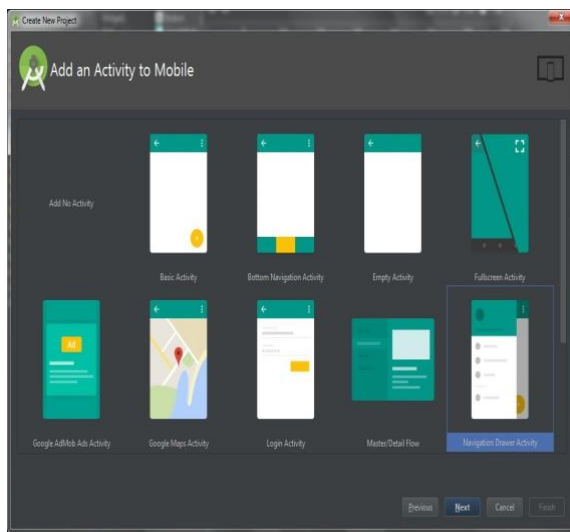 Create New Project
Add an Activity to Mobile
Add No Activity
Basic Activity
Bottom Navigation Activity
Empty Activity
Fullscreen Activity
Ad
Google AdMob Ads Activity
Google Maps Activity
Login Activity
Master/Detail Flow
Navigation Drawer Activity
Previous
Next
Cancel
Finish